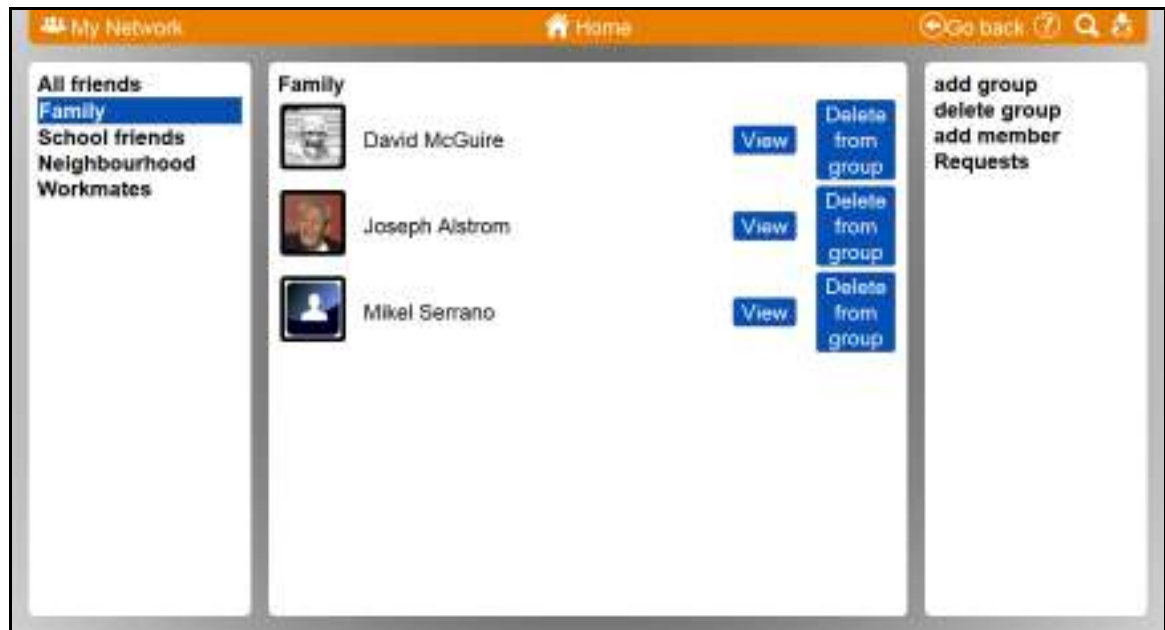 My Network
Home
Go back
All friends
Family
School friends
Neighbourhood
Workmates
Family
David McGuire
View
Delete
from
group
Joseph Alstrom
View
Delete
from
group
Mikel Serrano
View
Delete
from
group
add group
delete group
add member
Requests